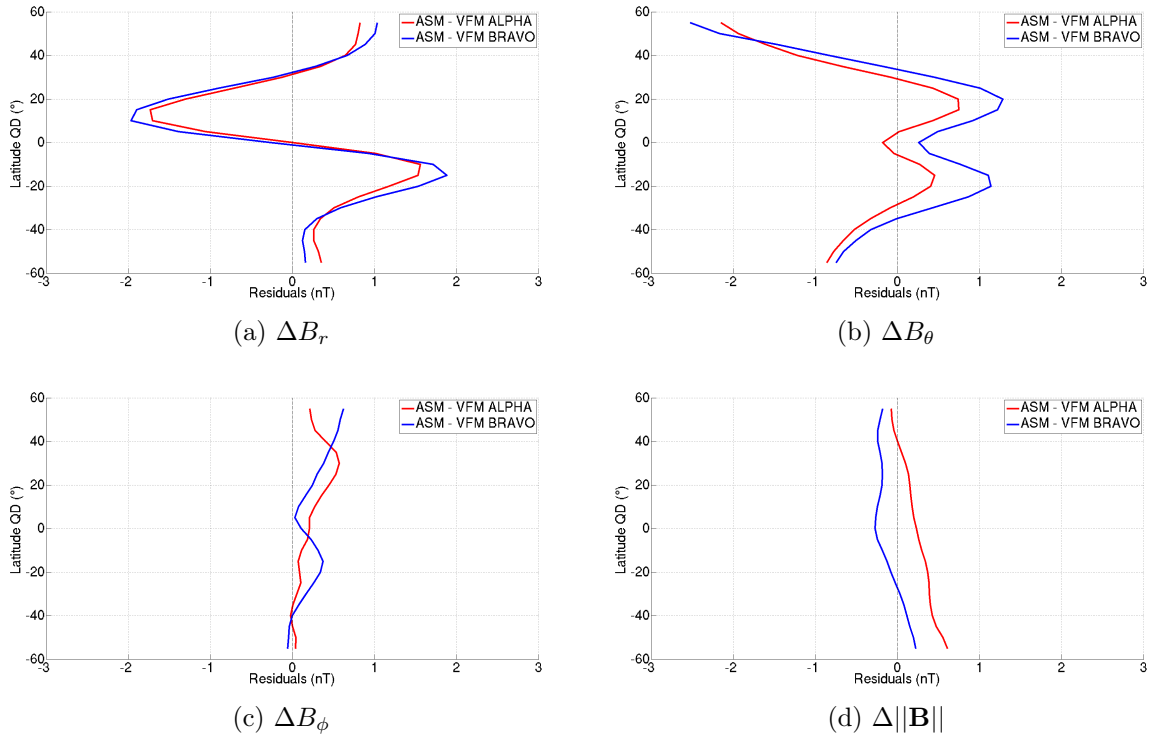 60
40
20
0
-20
-40
-60
Latitude QD (°)
-3 -2 -1 0 1 2 3
Residuals (nT)
ASM - VFM ALPHA
ASM - VFM BRAVO
(a) ΔB_r
60
40
20
0
-20
-40
-60
Latitude QD (°)
-3 -2 -1 0 1 2 3
Residuals (nT)
ASM - VFM ALPHA
ASM - VFM BRAVO
(b) ΔB_θ
60
40
20
0
-20
-40
-60
Latitude QD (°)
-3 -2 -1 0 1 2 3
Residuals (nT)
ASM - VFM ALPHA
ASM - VFM BRAVO
(c) ΔB_ϕ
60
40
20
0
-20
-40
-60
Latitude QD (°)
-3 -2 -1 0 1 2 3
Residuals (nT)
ASM - VFM ALPHA
ASM - VFM BRAVO
(d) Δ||B||